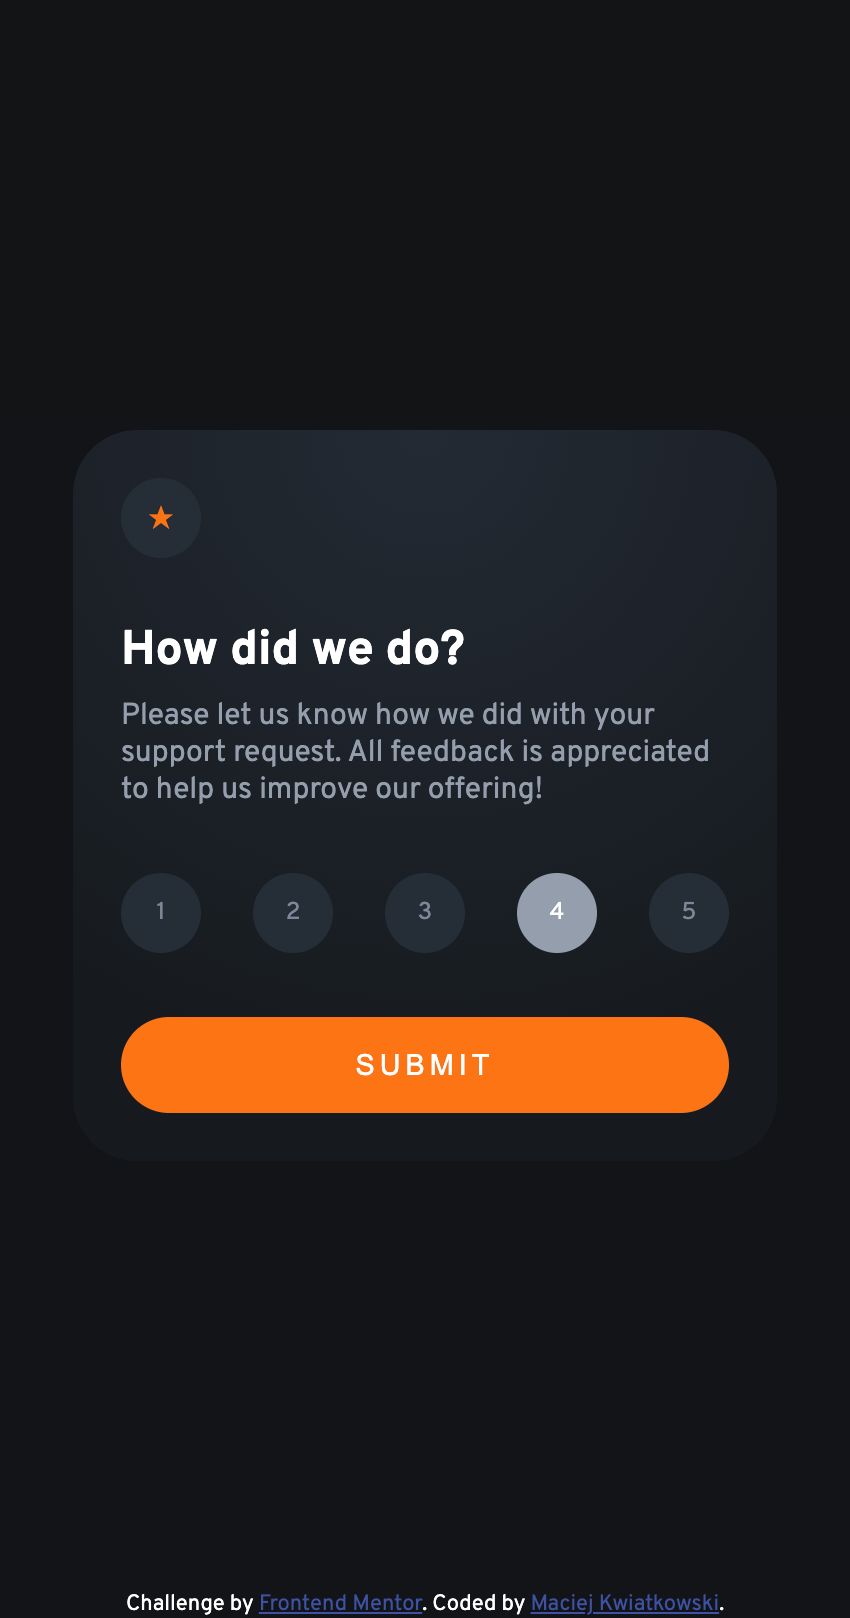 How did we do?
Please let us know how we did with your
support request. All feedback is appreciated
to help us improve our offering!
1 2 3 4 5
SUBMIT
Challenge by Frontend Mentor. Coded by Maciej Kwiatkowski.